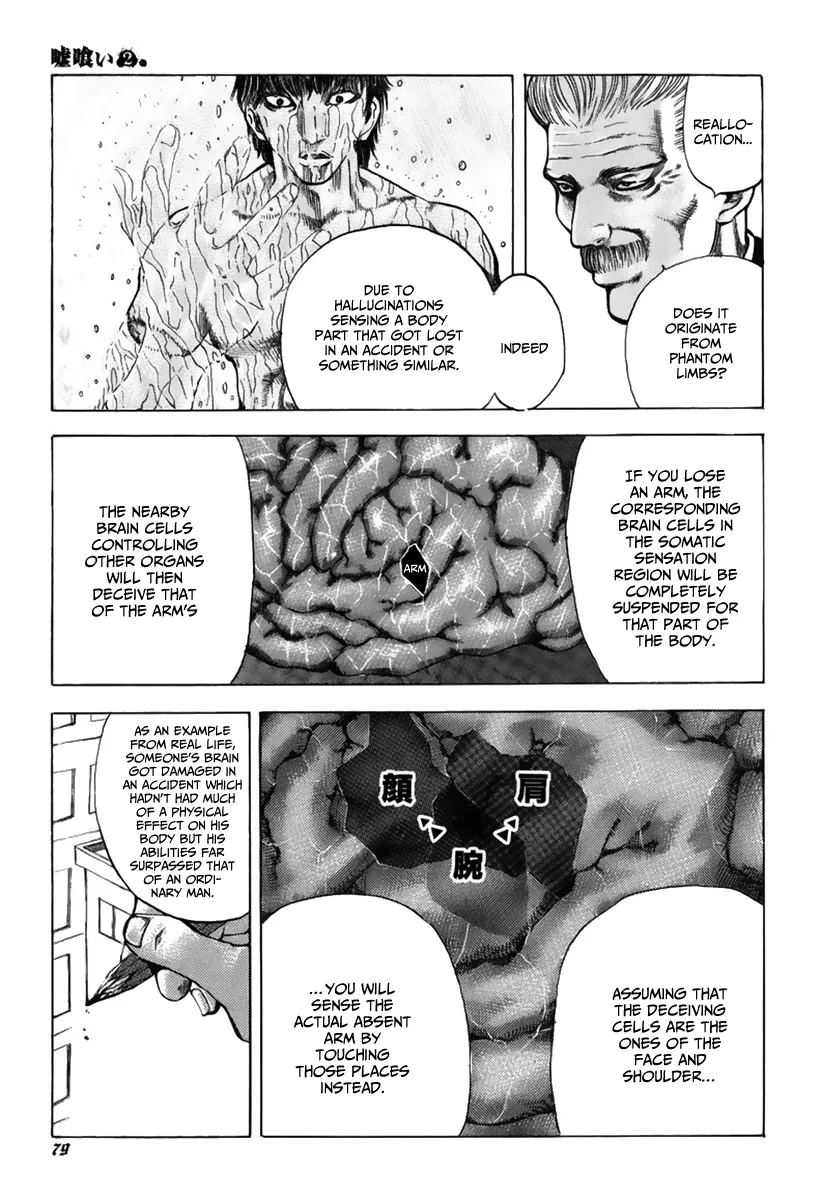 嘘喰い2。
REALLO-
CATION...
DOES IT
ORIGINATE
FROM
PHANTOM
LIMBS?
INDEED
DUE TO
HALLUCINATIONS
SENSING A BODY
PART THAT GOT LOST
IN AN ACCIDENT OR
SOMETHING SIMILAR.
IF YOU LOSE
AN ARM, THE
CORRESPONDING
BRAIN CELLS IN
THE SOMATIC
SENSATION
REGION WILL BE
COMPLETELY
SUSPENDED FOR
THAT PART OF
THE BODY.
ARM
THE NEARBY
BRAIN CELLS
CONTROLLING
OTHER ORGANS
WILL THEN
DECEIVE THAT
OF THE ARM'S
肩
顔
腕
ASSUMING THAT
THE DECEIVING
CELLS ARE THE
ONES OF THE
FACE AND
SHOULDER...
...YOU WILL
SENSE THE
ACTUAL ABSENT
ARM BY
TOUCHING
THOSE PLACES
INSTEAD.
AS AN EXAMPLE
FROM REAL LIFE,
SOMEONE'S BRAIN
GOT DAMAGED IN
AN ACCIDENT WHICH
HADN'T HAD MUCH
OF A PHYSICAL
EFFECT ON HIS
BODY BUT HIS
ABILITIES FAR
SURPASSED THAT
OF AN ORDI-
NARY MAN.
79